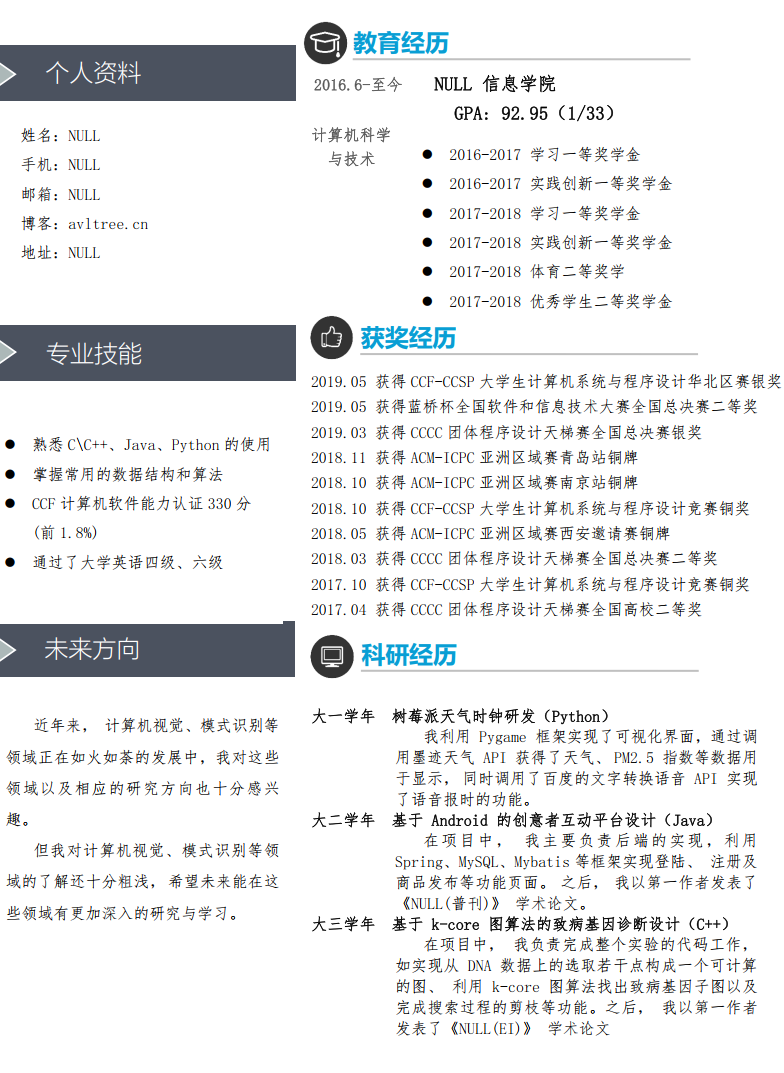 个人资料
姓名：NULL
手机：NULL
邮箱：NULL
博客：avltree.cn
地址：NULL
专业技能
● 熟悉 C\C++、Java、Python 的使用
● 掌握常用的数据结构和算法
● CCF 计算机软件能力认证 330 分
(前 1.8%)
● 通过了大学英语四级、六级
未来方向
近年来， 计算机视觉、模式识别等
领域正在如火如荼的发展中，我对这些
领域以及相应的研究方向也十分感兴
趣。
但我对计算机视觉、模式识别等领
域的了解还十分粗浅， 希望未来能在这
些领域有更加深入的研究与学习。
教育经历
2016.6-至今 NULL 信息学院
GPA: 92.95（1/33）
计算机科学
与技术
● 2016-2017 学习一等奖学金
● 2016-2017 实践创新一等奖学金
● 2017-2018 学习一等奖学金
● 2017-2018 实践创新一等奖学金
● 2017-2018 体育二等奖学
● 2017-2018 优秀学生二等奖学金
获奖经历
2019.05 获得 CCF-CCSP 大学生计算机系统与程序设计华北区赛银奖
2019.05 获得蓝桥杯全国软件和信息技术大赛全国总决赛二等奖
2019.03 获得 CCCC 团体程序设计天梯赛全国总决赛银奖
2018.11 获得 ACM-ICPC 亚洲区域赛青岛站铜牌
2018.10 获得 ACM-ICPC 亚洲区域赛南京站铜牌
2018.10 获得 CCF-CCSP 大学生计算机系统与程序设计竞赛铜奖
2018.05 获得 ACM-ICPC 亚洲区域赛西安邀请赛铜牌
2018.03 获得 CCCC 团体程序设计天梯赛全国总决赛二等奖
2017.10 获得 CCF-CCSP 大学生计算机系统与程序设计竞赛铜奖
2017.04 获得 CCCC 团体程序设计天梯赛全国高校二等奖
科研经历
大一学年 树莓派天气时钟研发（Python）
我利用 Pygame 框架实现了可视化界面，通过调
用墨迹天气 API 获得了天气、PM2.5 指数等数据用
于显示， 同时调用了百度的文字转换语音 API 实现
了语音报时的功能。
大二学年 基于 Android 的创意者互动平台设计（Java）
在项目中， 我主要负责后端的实现，利用
Spring、MySQL、Mybatis 等框架实现登陆、 注册及
商品发布等功能页面。 之后， 我以第一作者发表了
《NULL(普刊)》 学术论文。
大三学年 基于 k-core 图算法的致病基因诊断设计（C++）
在项目中， 我负责完成整个实验的代码工作，
如实现从 DNA 数据上的选取若干点构成一个可计算
的图、 利用 k-core 图算法找出致病基因子图以及
完成搜索过程的剪枝等功能。之后， 我以第一作者
发表了《NULL(EI)》 学术论文